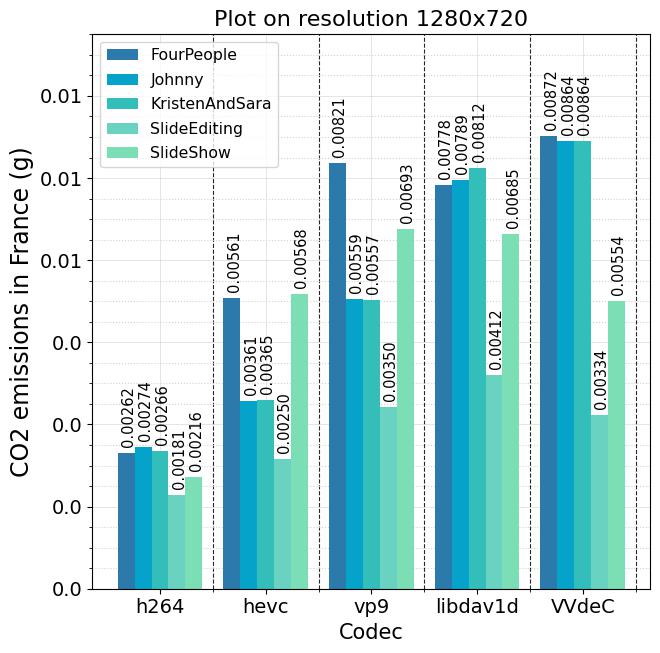 Plot on resolution 1280x720
CO2 emissions in France (g)
0.01
0.01
0.01
0.0
0.0
0.0
0.0
FourPeople
Johnny
KristenAndSara
SlideEditing
SlideShow
0.00262
0.00274
0.00266
0.00181
0.00216
0.00561
0.00361
0.00365
0.00250
0.00568
0.00821
0.00559
0.00557
0.00350
0.00693
0.00778
0.00789
0.00812
0.00412
0.00685
0.00872
0.00864
0.00864
0.00334
0.00554
h264
hevc
vp9
libdav1d
VVdeC
Codec